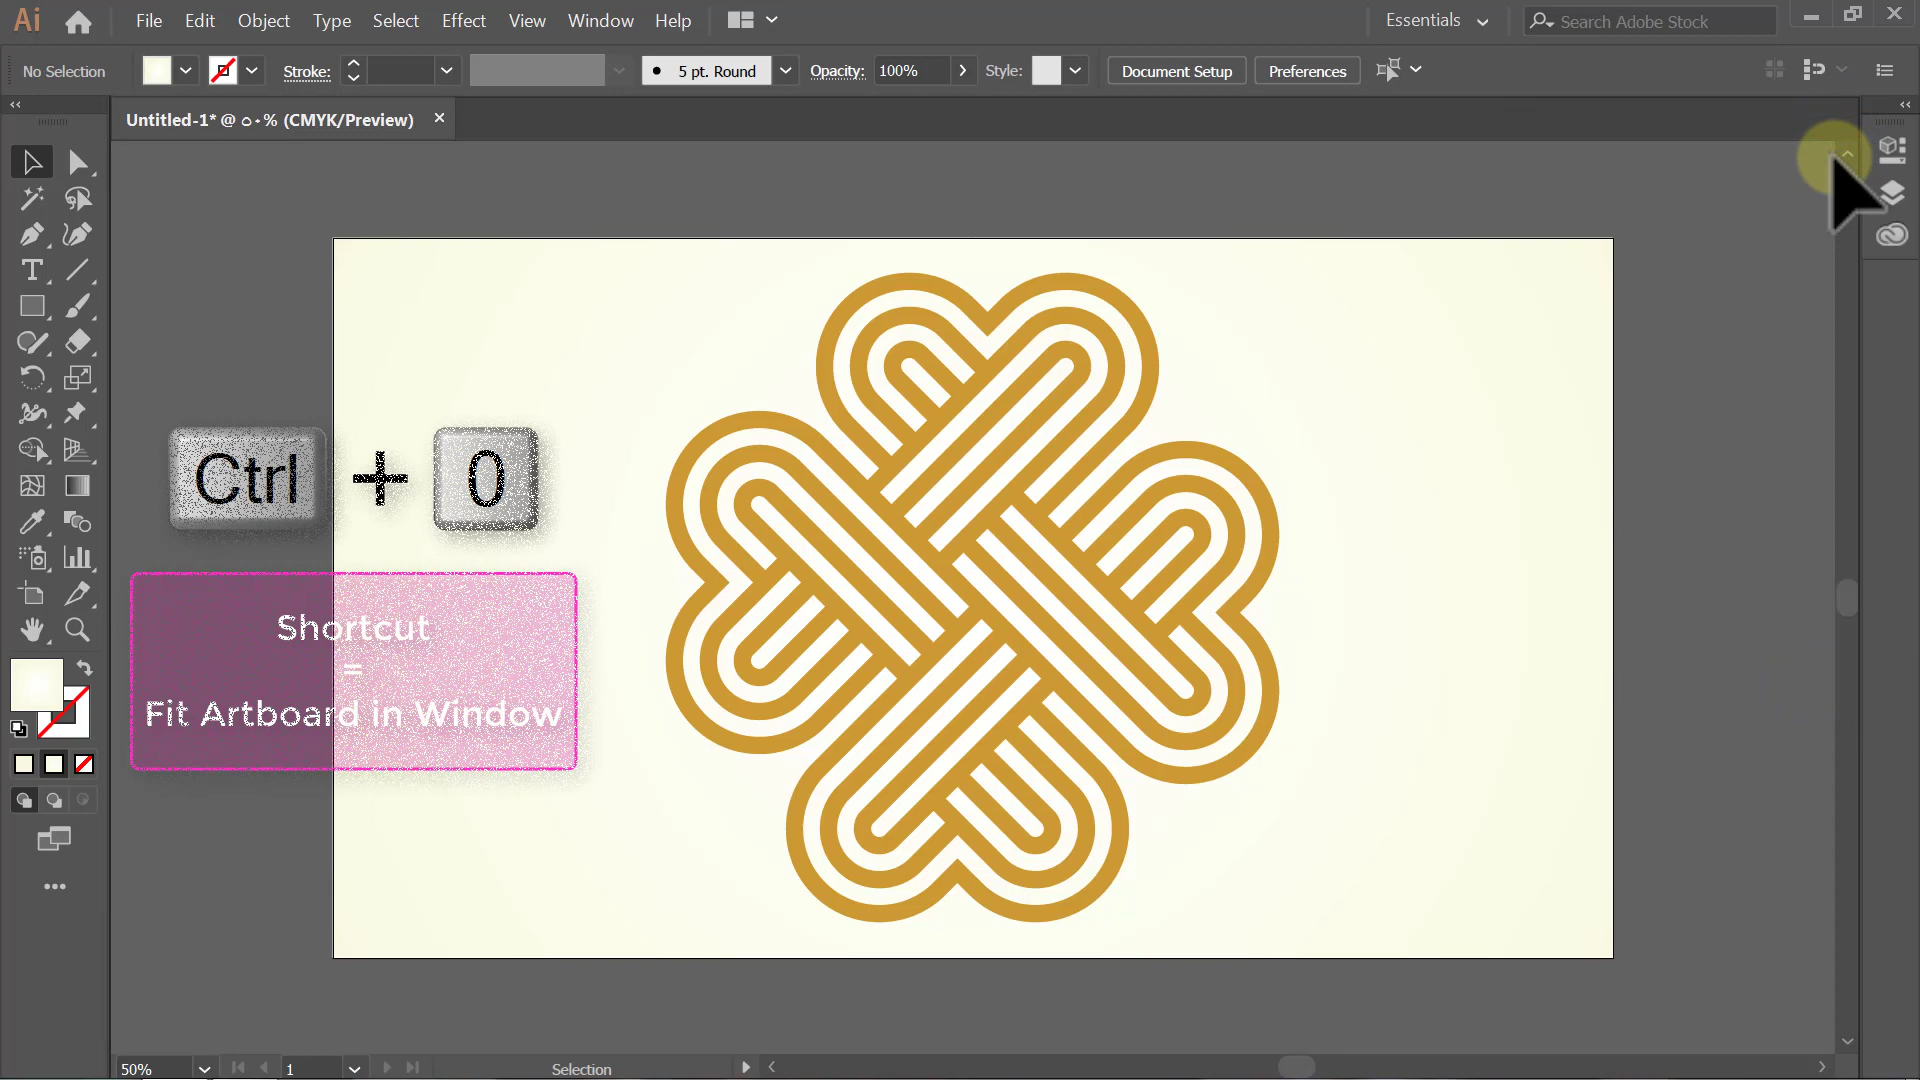 Ai File Edit Object Type Select Effect View Window Help Essentials Search Adobe Stock
No Selection Stroke: 5 pt. Round Opacity: 100% Style: Document Setup Preferences
Untitled-1* @ ٥٠% (CMYK/Preview)
Ctrl + 0
Shortcut
=
Fit Artboard in Window
50% 1 Selection